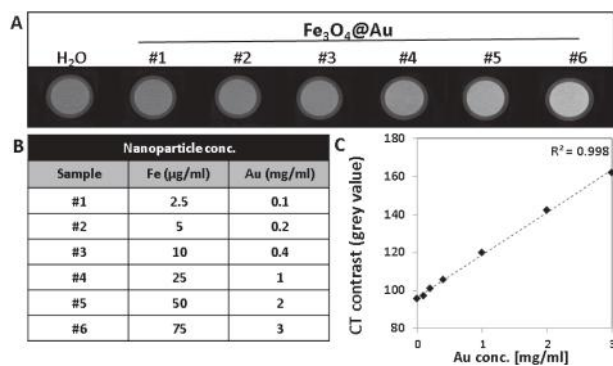 A
Fe₃O₄@Au
H₂O #1 #2 #3 #4 #5 #6
B
Nanoparticle conc.
Sample Fe (µg/ml) Au (mg/ml)
#1 2.5 0.1
#2 5 0.2
#3 10 0.4
#4 25 1
#5 50 2
#6 75 3
C
R² = 0.998
CT contrast (grey value)
180
160
140
120
100
80
0 1 2 3
Au conc. [mg/ml]